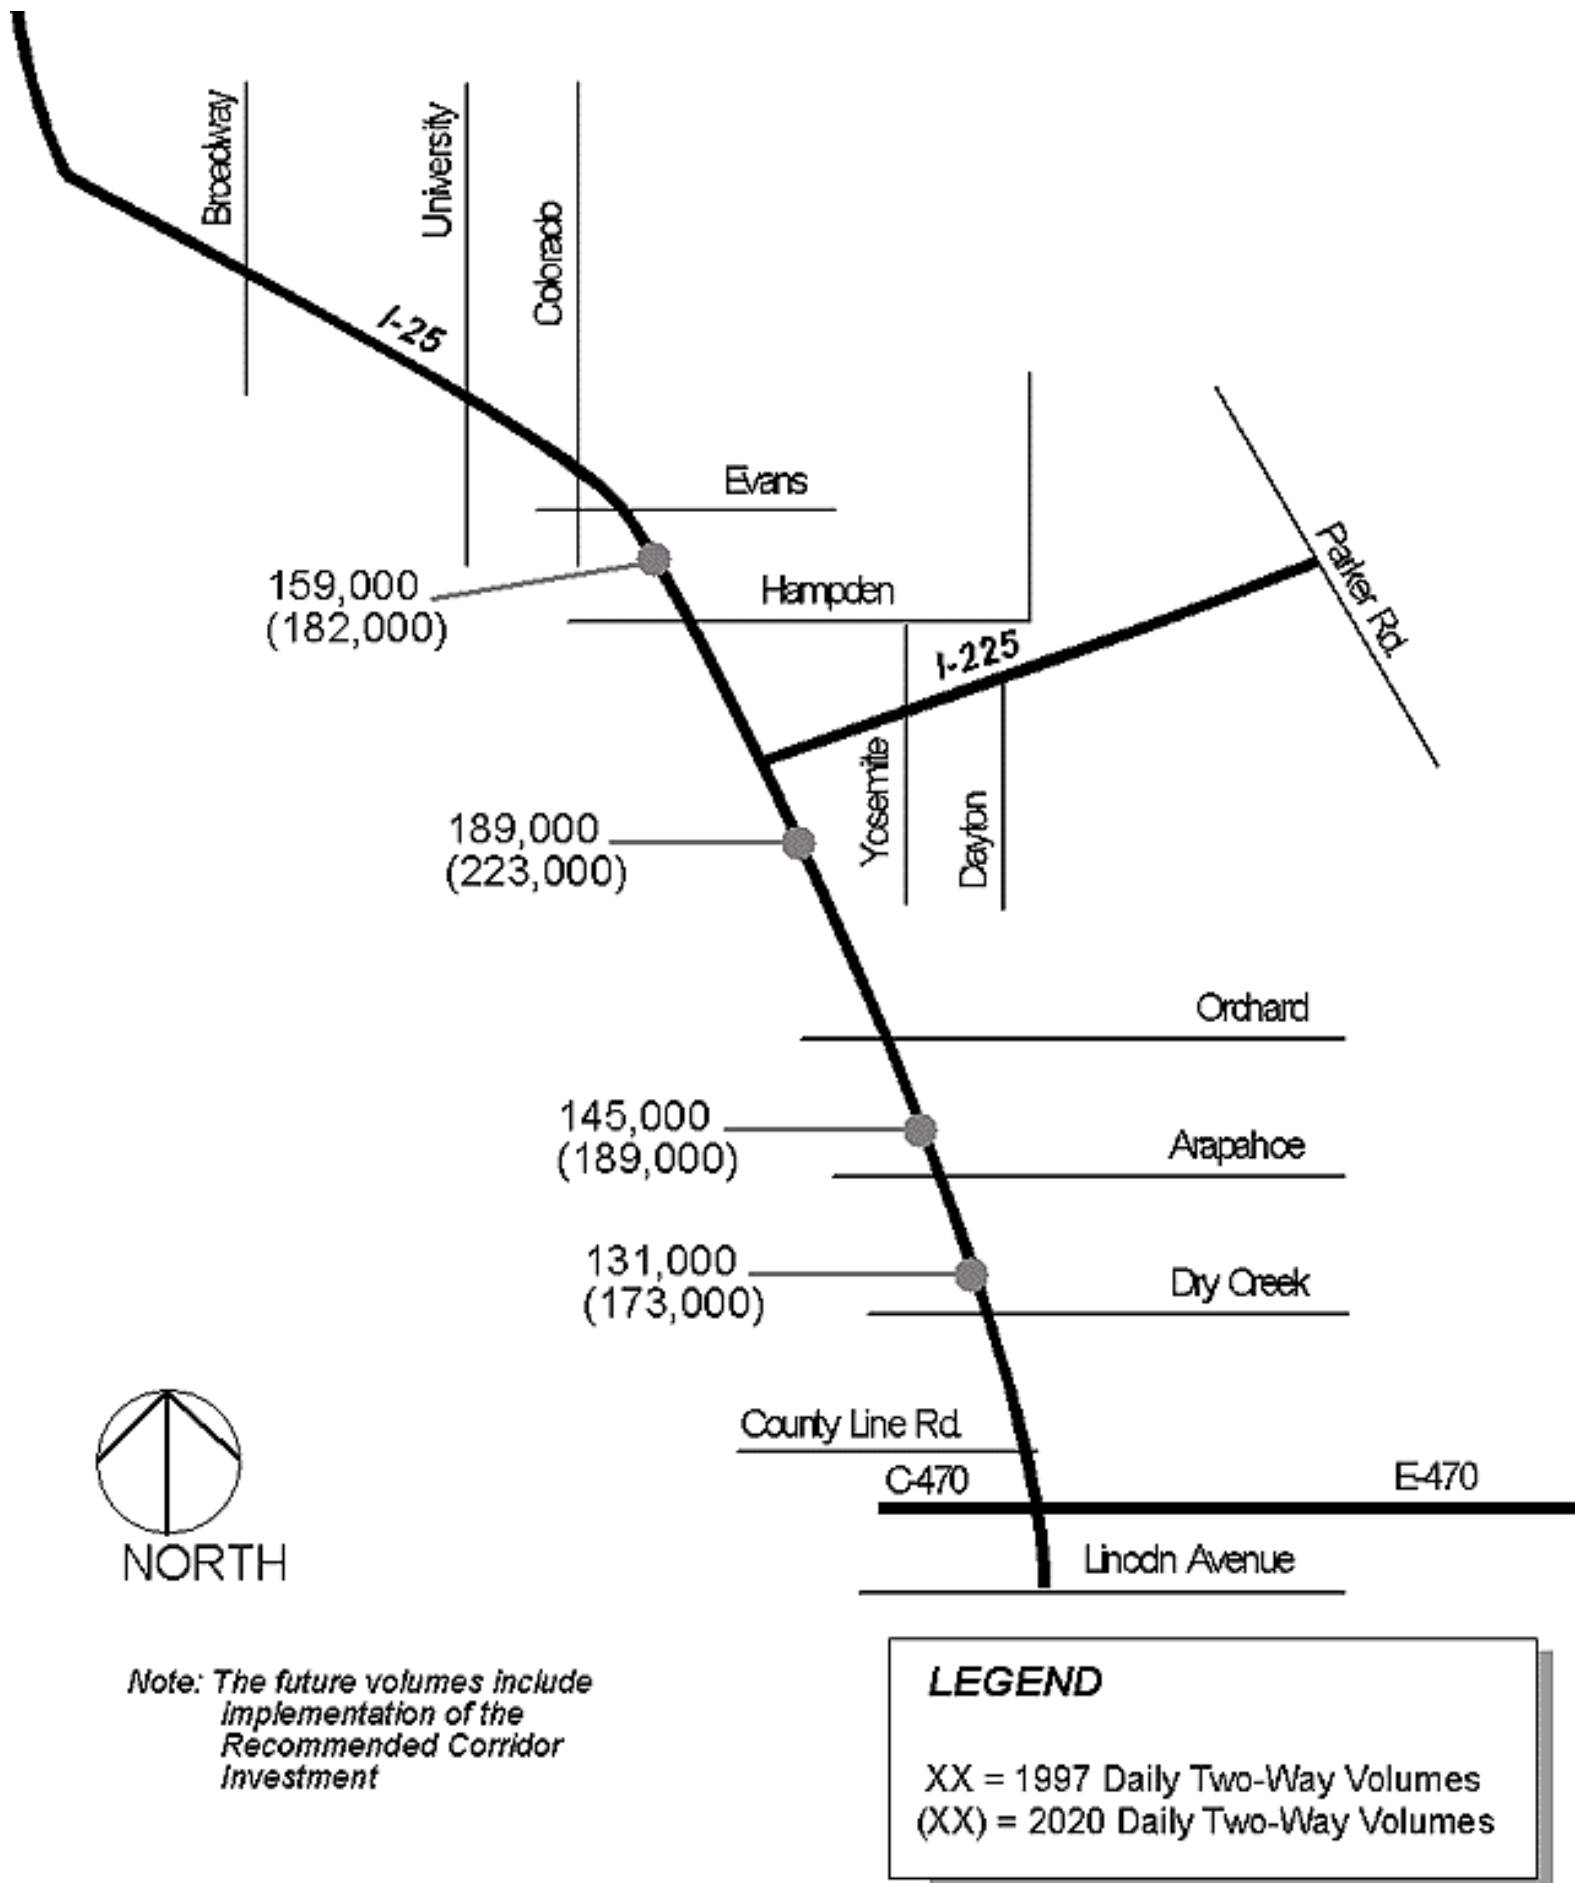 Broadway
University
Colorado
I-25
Evans
159,000
(182,000)
Hampden
Parker Rd.
I-225
Yosemite
Dayton
189,000
(223,000)
Orchard
145,000
(189,000)
Arapahoe
131,000
(173,000)
Dry Creek
County Line Rd.
C-470
E-470
Lincoln Avenue
NORTH
Note: The future volumes include
implementation of the
Recommended Corridor
Investment
LEGEND
XX = 1997 Daily Two-Way Volumes
(XX) = 2020 Daily Two-Way Volumes